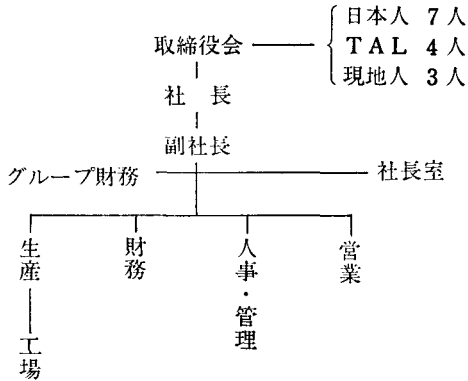 日本人 7人
取締役会 TAL 4人
現地人 3人
社長
副社長
グループ財務 社長室
生産 財務 人事・管理 営業
工場